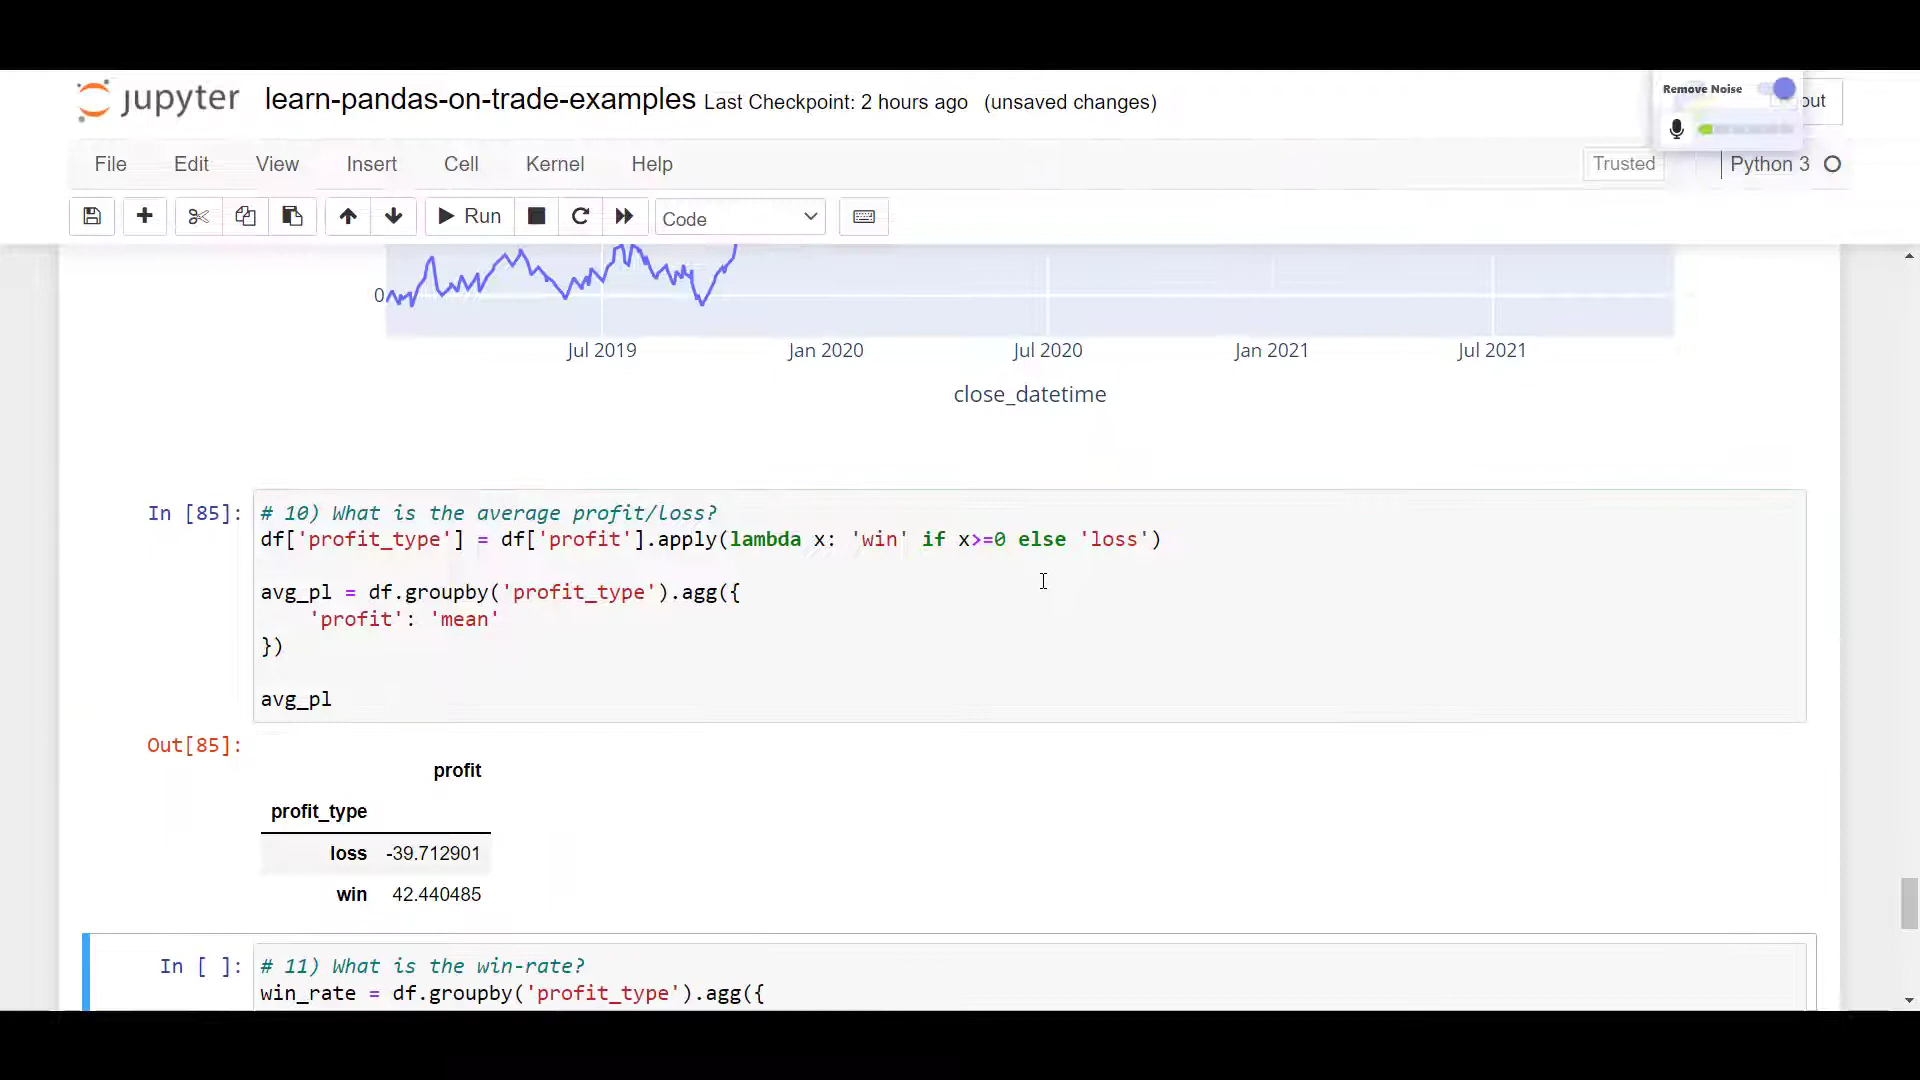 jupyter learn-pandas-on-trade-examples Last Checkpoint: 2 hours ago (unsaved changes)
Remove Noise
out
File Edit View Insert Cell Kernel Help
Trusted
Python 3
Run
Code
0
Jul 2019 Jan 2020 Jul 2020 Jan 2021 Jul 2021
close_datetime
In [85]:
# 10) What is the average profit/loss?
df['profit_type'] = df['profit'].apply(lambda x: 'win' if x>=0 else 'loss')
avg_pl = df.groupby('profit_type').agg({
'profit': 'mean'
})
avg_pl
Out[85]:
profit
profit_type
loss -39.712901
win 42.440485
In [ ]:
# 11) What is the win-rate?
win_rate = df.groupby('profit_type').agg({